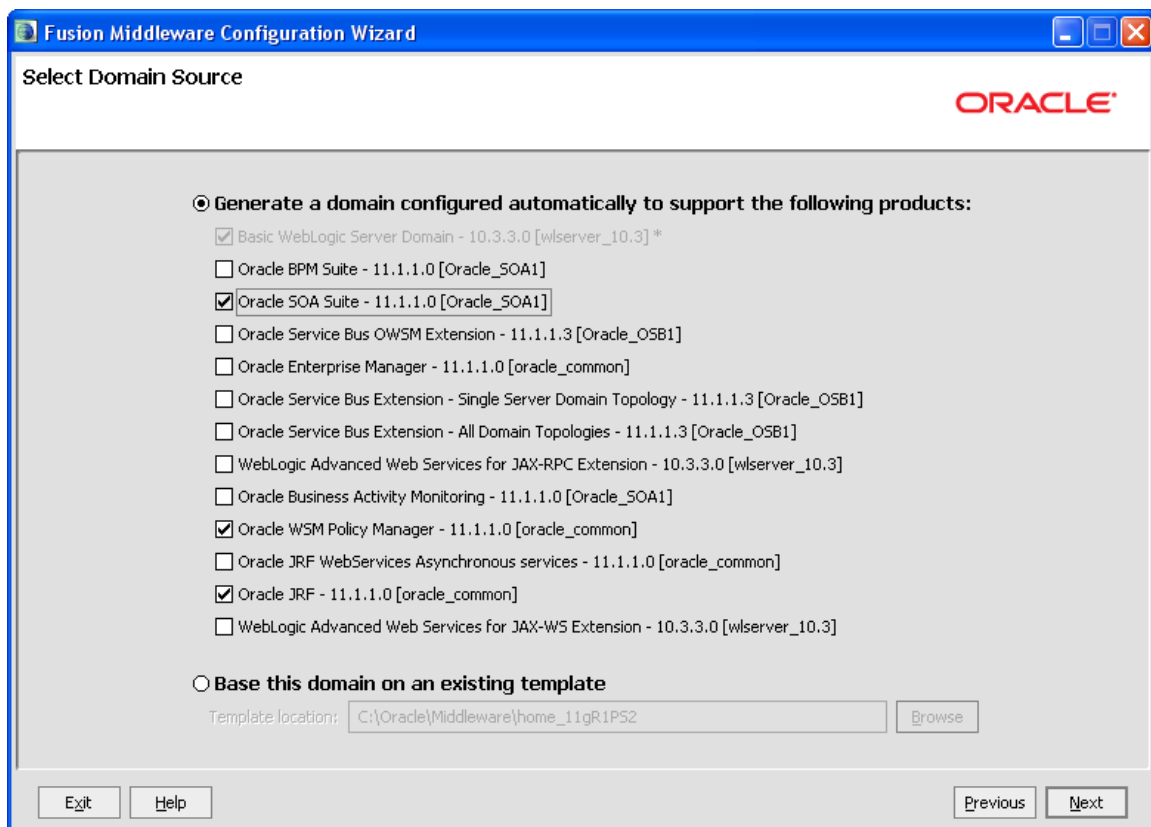 Fusion Middleware Configuration Wizard
Select Domain Source
ORACLE
Generate a domain configured automatically to support the following products:
Basic WebLogic Server Domain - 10.3.3.0 [wlserver_10.3] *
Oracle BPM Suite - 11.1.1.0 [Oracle_SOA1]
Oracle SOA Suite - 11.1.1.0 [Oracle_SOA1]
Oracle Service Bus OWSM Extension - 11.1.1.3 [Oracle_OSB1]
Oracle Enterprise Manager - 11.1.1.0 [oracle_common]
Oracle Service Bus Extension - Single Server Domain Topology - 11.1.1.3 [Oracle_OSB1]
Oracle Service Bus Extension - All Domain Topologies - 11.1.1.3 [Oracle_OSB1]
WebLogic Advanced Web Services for JAX-RPC Extension - 10.3.3.0 [wlserver_10.3]
Oracle Business Activity Monitoring - 11.1.1.0 [Oracle_SOA1]
Oracle WSM Policy Manager - 11.1.1.0 [oracle_common]
Oracle JRF WebServices Asynchronous services - 11.1.1.0 [oracle_common]
Oracle JRF - 11.1.1.0 [oracle_common]
WebLogic Advanced Web Services for JAX-WS Extension - 10.3.3.0 [wlserver_10.3]
Base this domain on an existing template
Template location: C:\Oracle\Middleware\home_11gR1PS2 Browse
Exit Help Previous Next